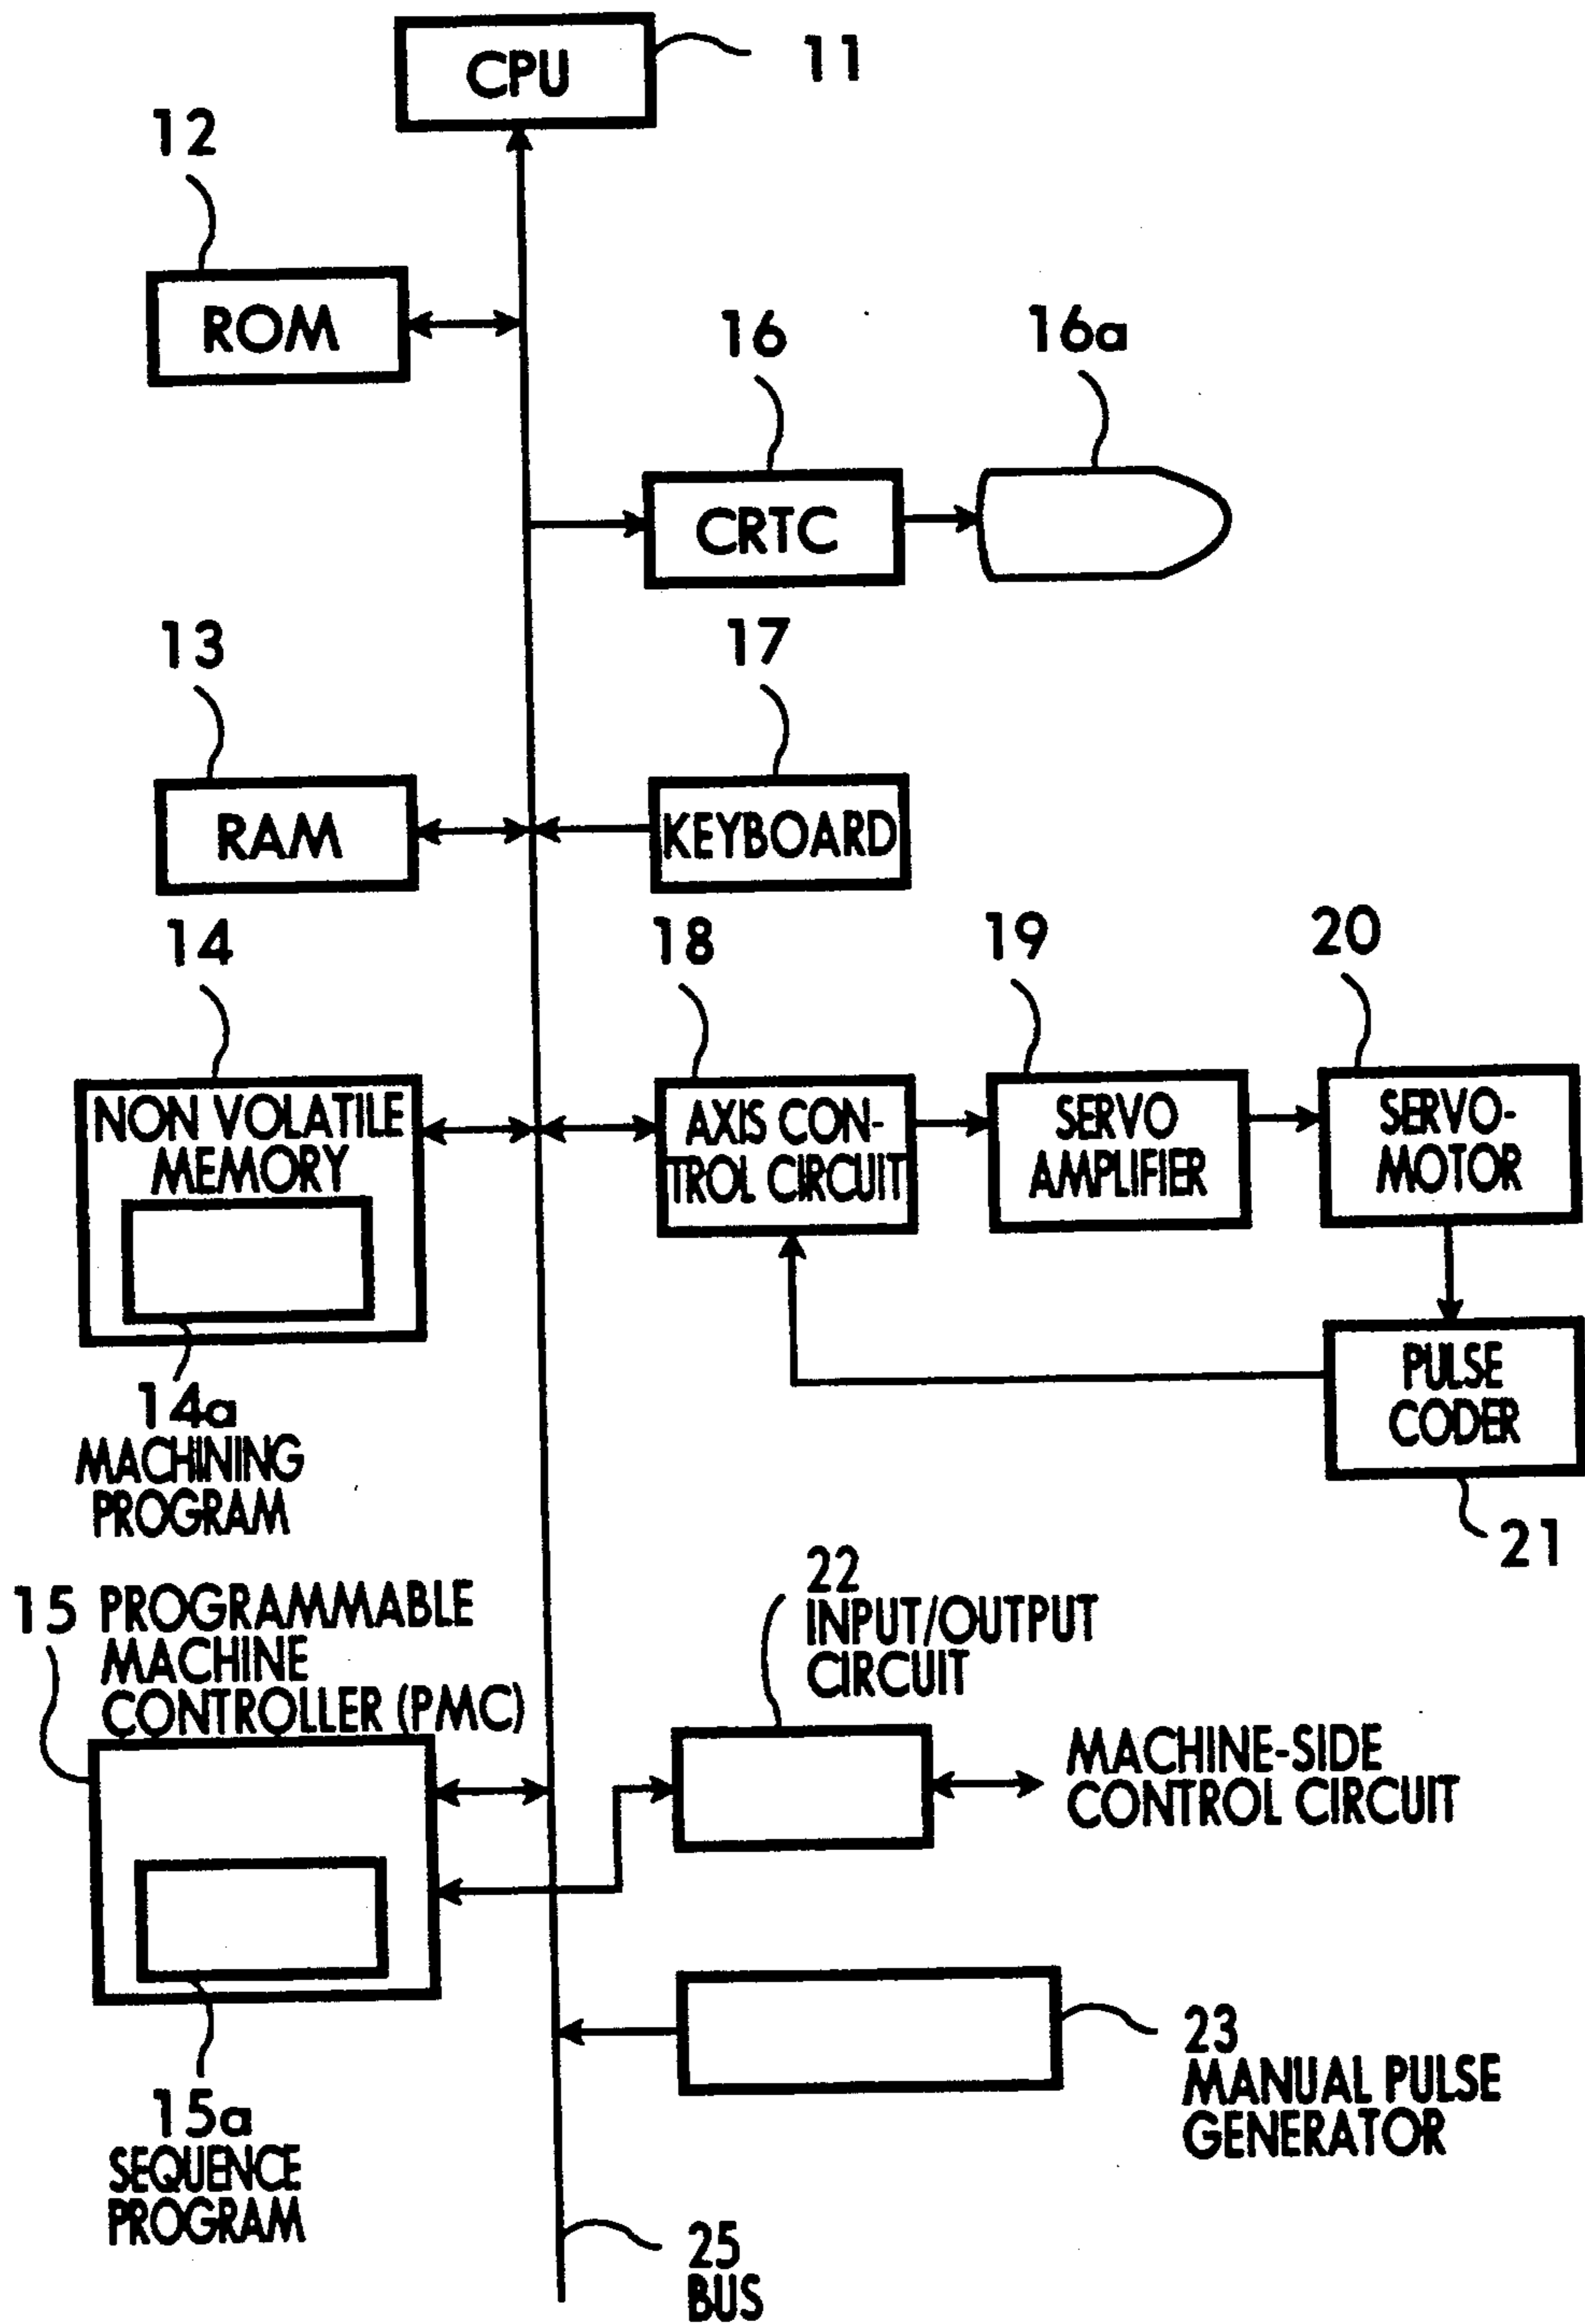 CPU
11
12
ROM
16
16a
CRTC
13
17
RAM
KEYBOARD
14
18
19
20
NON VOLATILE
MEMORY
AXIS CON-
TROL CIRCUIT
SERVO
AMPLIFIER
SERVO-
MOTOR
14a
MACHINING
PROGRAM
PULSE
CODER
21
15 PROGRAMMABLE
MACHINE
CONTROLLER (PMC)
22
INPUT/OUTPUT
CIRCUIT
MACHINE-SIDE
CONTROL CIRCUIT
15a
SEQUENCE
PROGRAM
23
MANUAL PULSE
GENERATOR
25
BUS